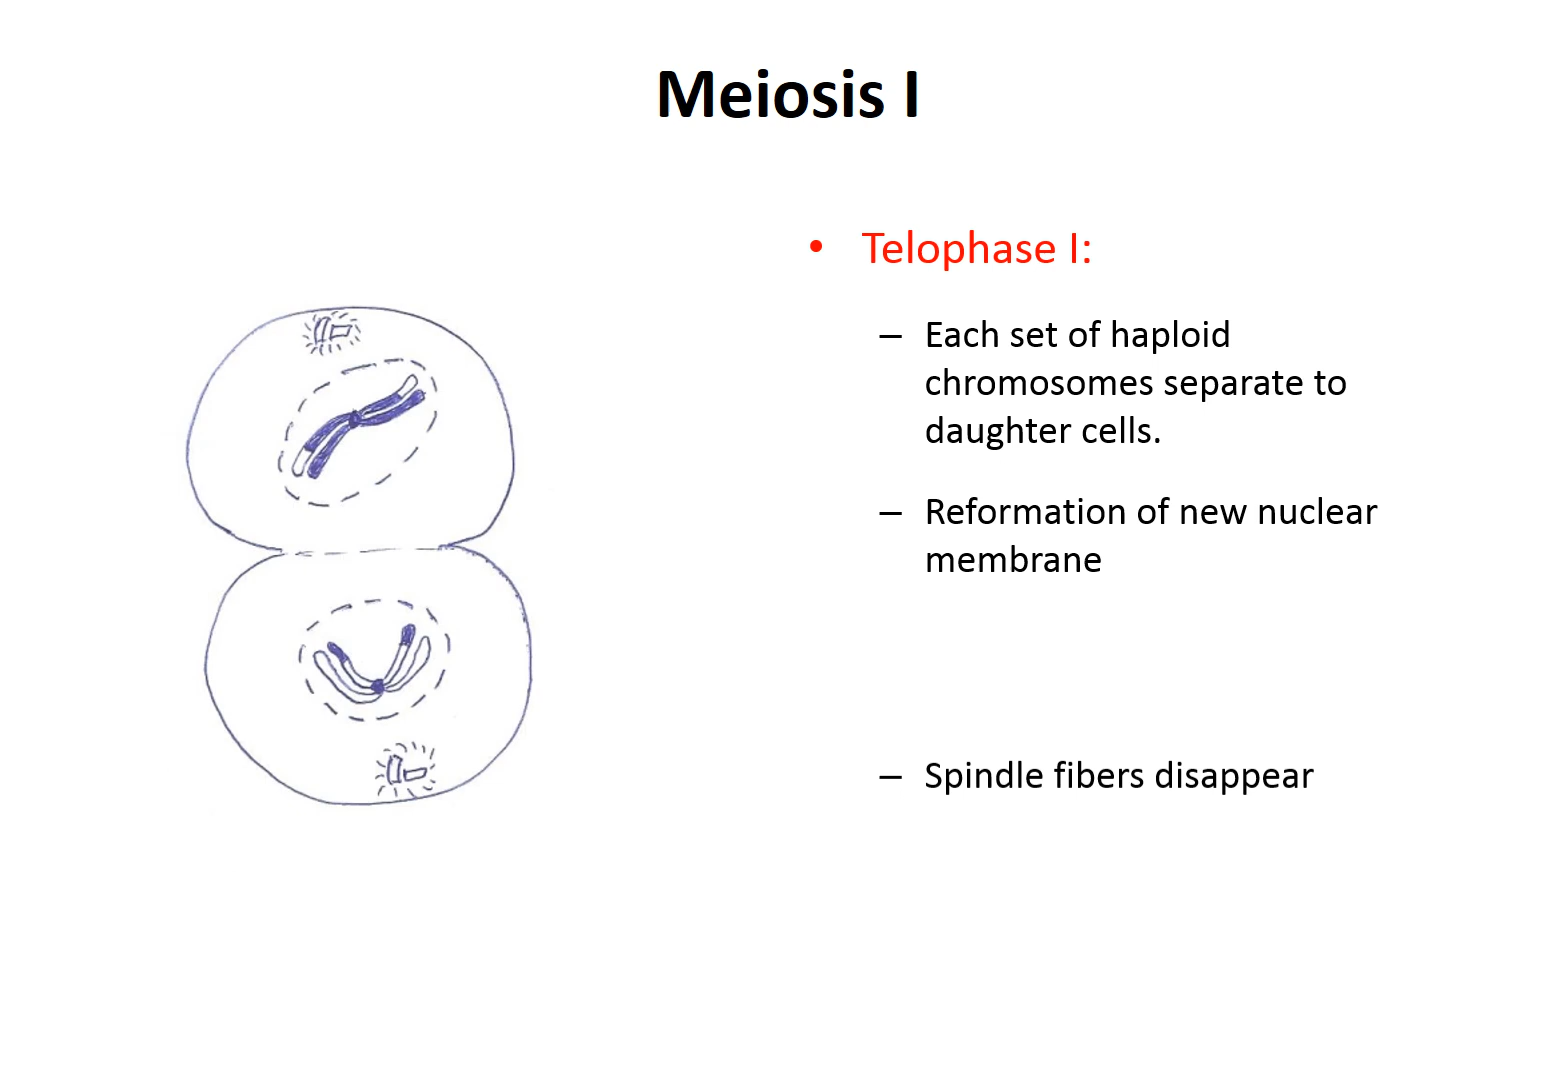 Meiosis I
• Telophase I:
– Each set of haploid
chromosomes separate to
daughter cells.
– Reformation of new nuclear
membrane
– Spindle fibers disappear